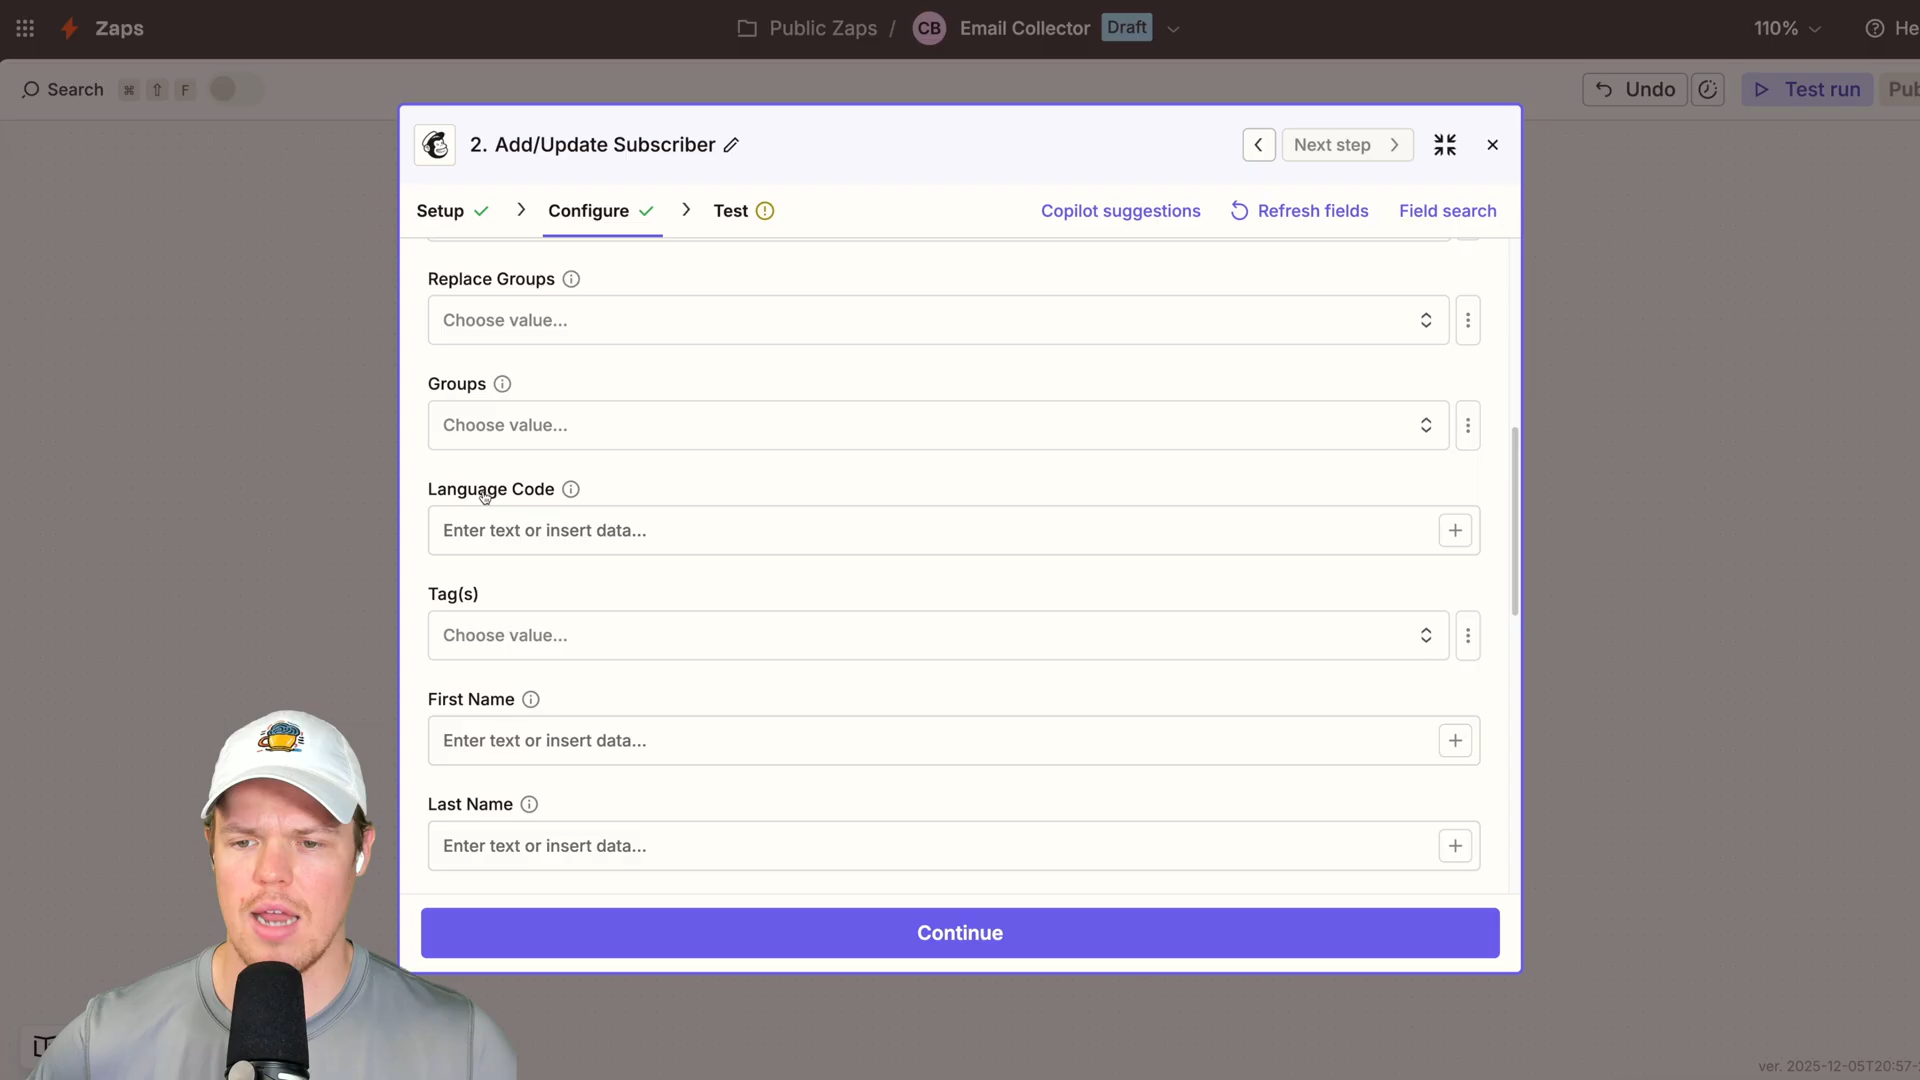 Zaps
Public Zaps / CB Email Collector Draft
110%
He
Search ⌘ ⇧ F
Undo
Test run
Pub
2. Add/Update Subscriber
Next step
Setup
Configure
Test
Copilot suggestions
Refresh fields
Field search
Replace Groups
Choose value...
Groups
Choose value...
Language Code
Enter text or insert data...
Tag(s)
Choose value...
First Name
Enter text or insert data...
Last Name
Enter text or insert data...
Continue
ver. 2025-12-05T20:57-